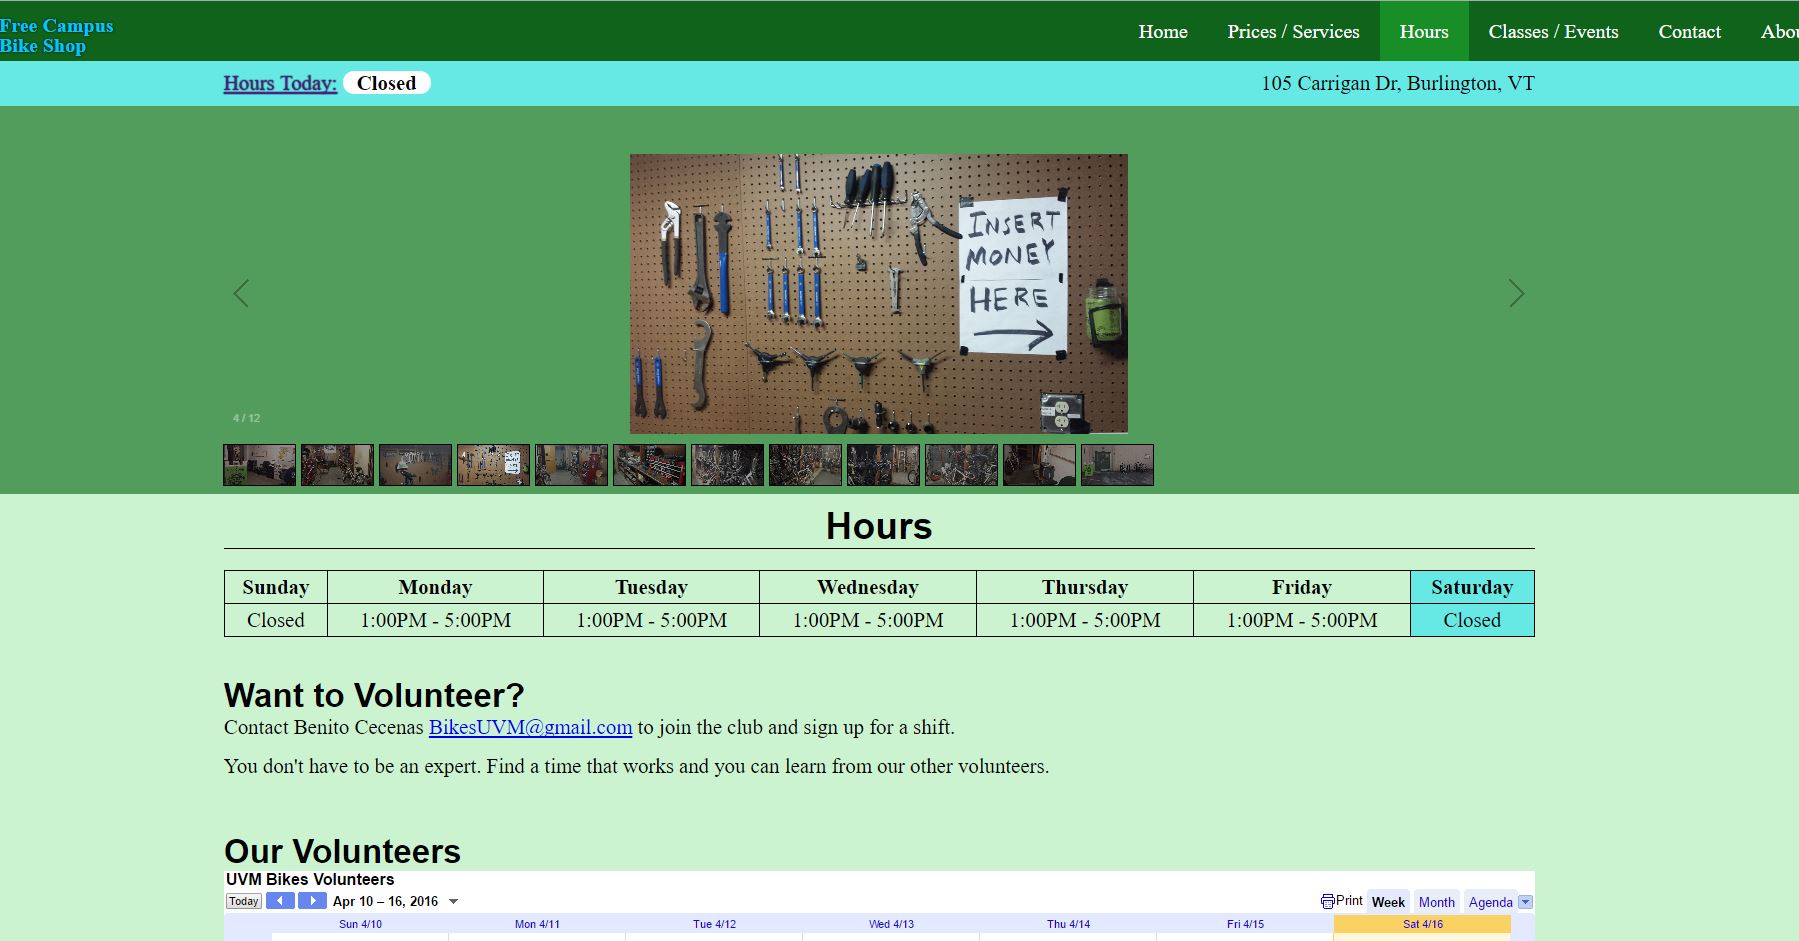 Free Campus
Bike Shop
Home Prices / Services Hours Classes / Events Contact Abou
Hours Today: Closed 105 Carrigan Dr, Burlington, VT
INSERT
MONEY
HERE
4 / 12
Hours
Sunday Monday Tuesday Wednesday Thursday Friday Saturday
Closed 1:00PM - 5:00PM 1:00PM - 5:00PM 1:00PM - 5:00PM 1:00PM - 5:00PM 1:00PM - 5:00PM Closed
Want to Volunteer?
Contact Benito Cecenas BikesUVM@gmail.com to join the club and sign up for a shift.
You don't have to be an expert. Find a time that works and you can learn from our other volunteers.
Our Volunteers
UVM Bikes Volunteers
Today Apr 10 – 16, 2016 Print Week Month Agenda
Sun 4/10 Mon 4/11 Tue 4/12 Wed 4/13 Thu 4/14 Fri 4/15 Sat 4/16